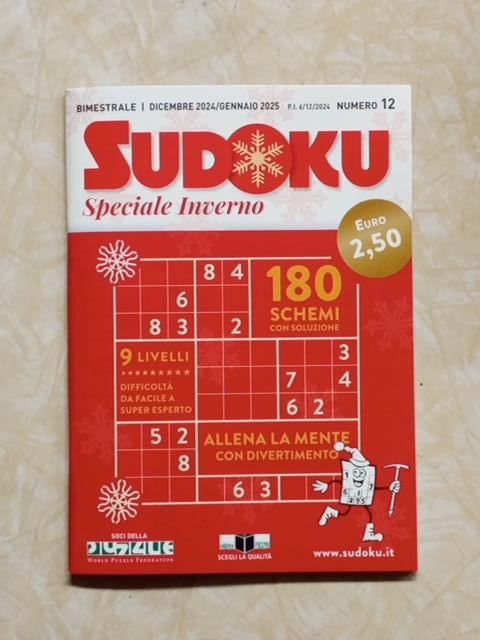 BIMESTRALE | DICEMBRE 2024/GENNAIO 2025 P.I. 6/12/2024 NUMERO 12
SUDOKU
Speciale Inverno
EURO
2,50
8 4
6
8 3 2
180
SCHEMI
CON SOLUZIONE
9 LIVELLI
DIFFICOLTÀ
DA FACILE A
SUPER ESPERTO
3
7 4
6 2
5 2
8
6 3
ALLENA LA MENTE
CON DIVERTIMENTO
SOCI DELLA
WORLD PUZZLE FEDERATION
SCEGLI LA QUALITÀ
www.sudoku.it